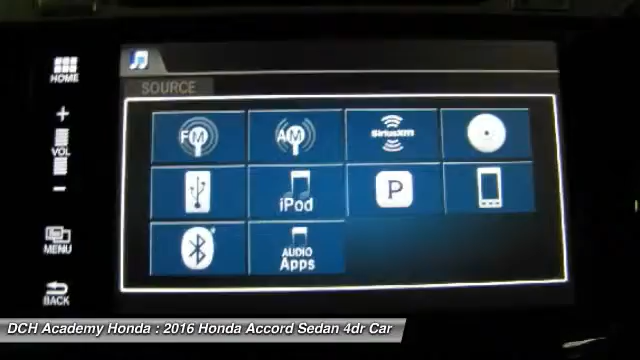 HOME
SOURCE
+
VOL
-
MENU
BACK
FM
AM
SiriusXM
iPod
P
AUDIO
Apps
DCH Academy Honda : 2016 Honda Accord Sedan 4dr Car